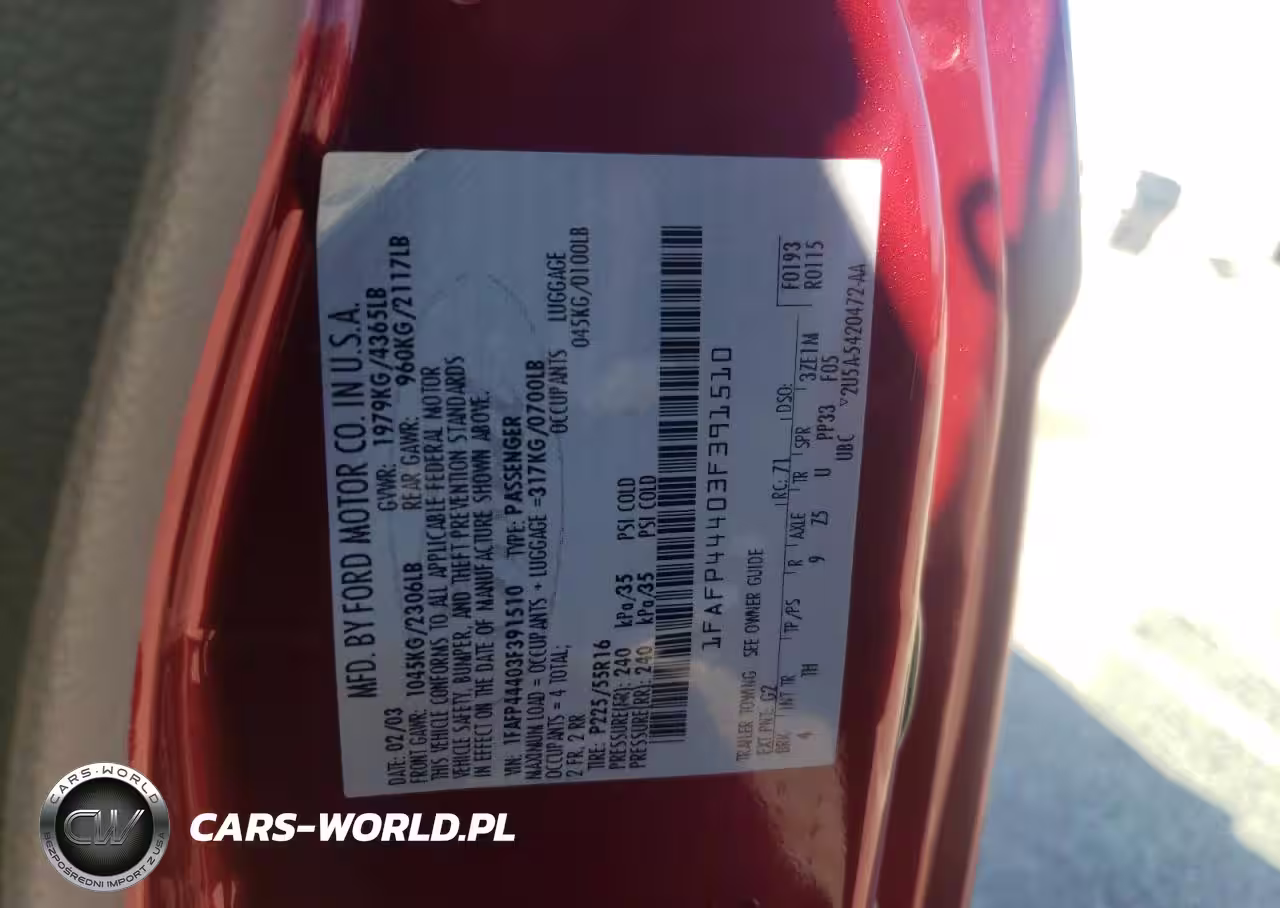 MFD. BY FORD MOTOR CO. IN U.S.A.
DATE: 02/03 GVWR: 1979KG/4365LB
FRONT GAWR: 1045KG/2306LB REAR GAWR: 960KG/2117LB
THIS VEHICLE CONFORMS TO ALL APPLICABLE FEDERAL MOTOR
VEHICLE SAFETY, BUMPER, AND THEFT PREVENTION STANDARDS
IN EFFECT ON THE DATE OF MANUFACTURE SHOWN ABOVE.
VIN: 1FAFP44403F391510 TYPE: PASSENGER
MAXIMUM LOAD = OCCUPANTS + LUGGAGE =317KG/0700LB
OCCUPANTS = 4 TOTAL; OCCUPANTS LUGGAGE
2 FR, 2 RR 045KG/0100LB
TIRE: P225/55R16
PRESSURE(FR): 240 kPa/35 PSI COLD
PRESSURE(RR): 240 kPa/35 PSI COLD
1FAFP44403F391510
TRAILER TOWING SEE OWNER GUIDE
EXT PNT: G2 RC: 71 DSO: F0193
BRK INT TR TP/PS R AXLE TR SPR R0115
4 TH 9 Z5 U PP33 3ZE1M
UBC F05
▽2U5A-5420472-AA
CARS-WORLD
CW
BEZPOŚREDNI IMPORT Z USA
CARS-WORLD.PL